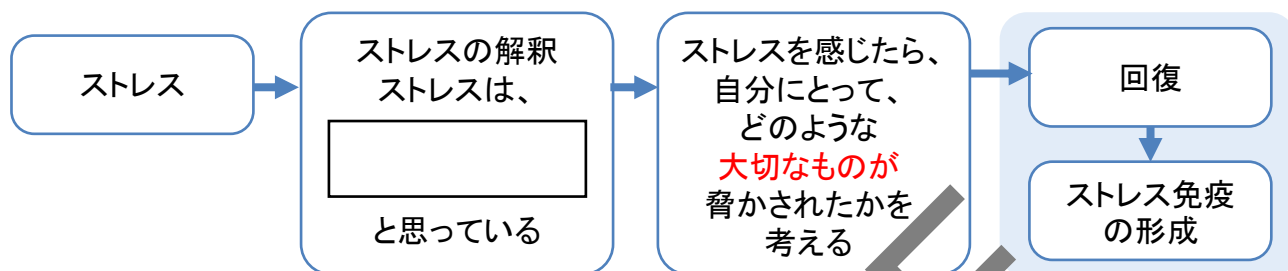 ストレス
ストレスの解釈
ストレスは、
と思っている
ストレスを感じたら、
自分にとって、
どのような
大切なものが
脅かされたかを
考える
回復
ストレス免疫
の形成